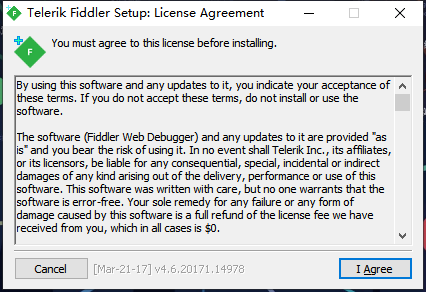 Telerik Fiddler Setup: License Agreement
F
You must agree to this license before installing.
By using this software and any updates to it, you indicate your acceptance of
these terms. If you do not accept these terms, do not install or use the
software.
The software (Fiddler Web Debugger) and any updates to it are provided "as
is" and you bear the risk of using it. In no event shall Telerik Inc., its affiliates,
or its licensors, be liable for any consequential, special, incidental or indirect
damages of any kind arising out of the delivery, performance or use of this
software. This software was written with care, but no one warrants that the
software is error-free. Your sole remedy for any failure or any form of
damage caused by this software is a full refund of the license fee we have
received from you, which in all cases is $0.
Cancel [Mar-21-17] v4.6.20171.14978 I Agree